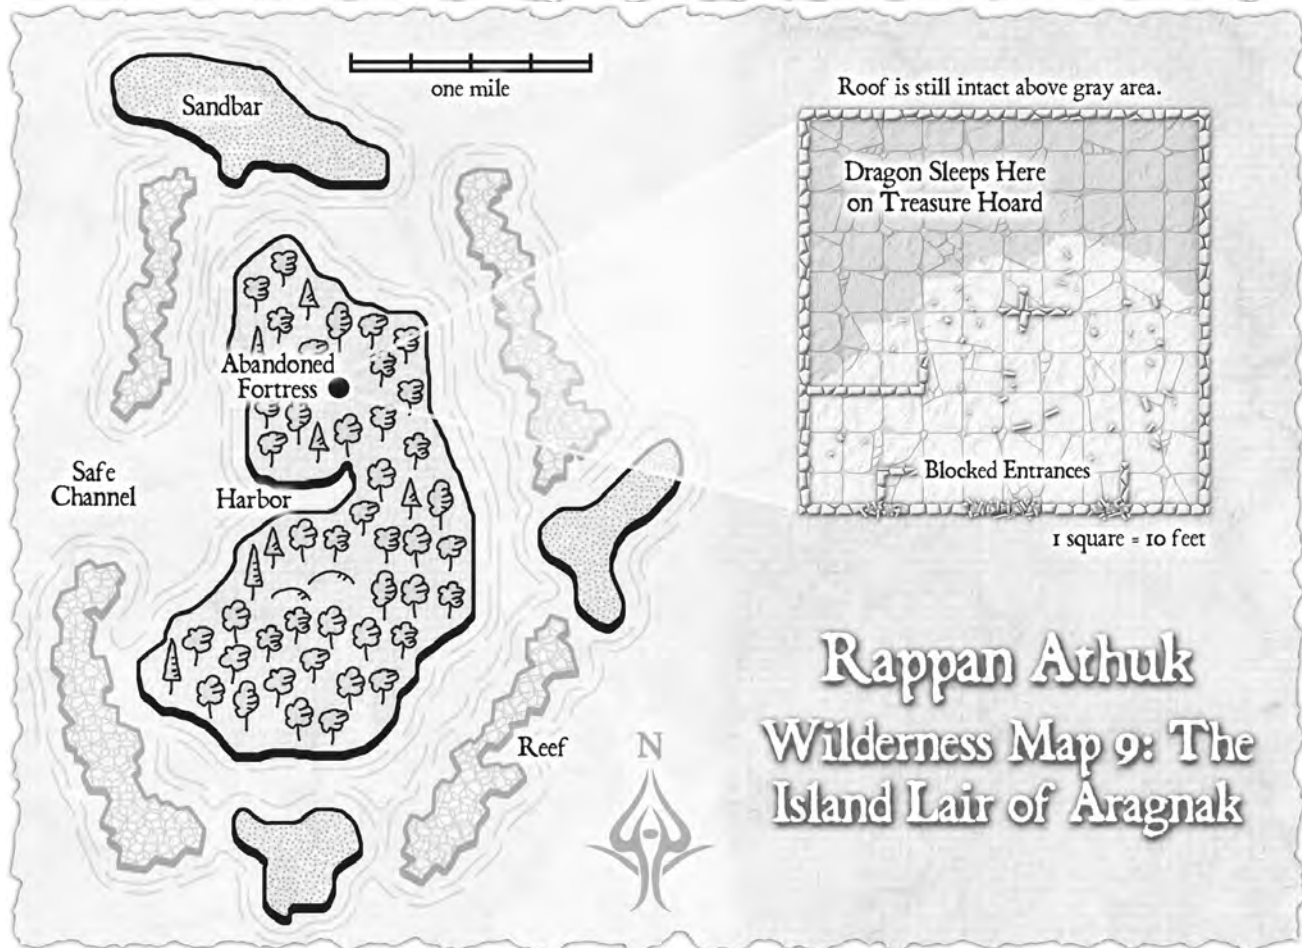 one mile
Sandbar
Abandoned
Fortress
Safe
Channel
Harbor
Reef
N
Roof is still intact above gray area.
Dragon Sleeps Here
on Treasure Hoard
Blocked Entrances
1 square = 10 feet
Rappan Athuk
Wilderness Map 9: The
Island Lair of Aragnak